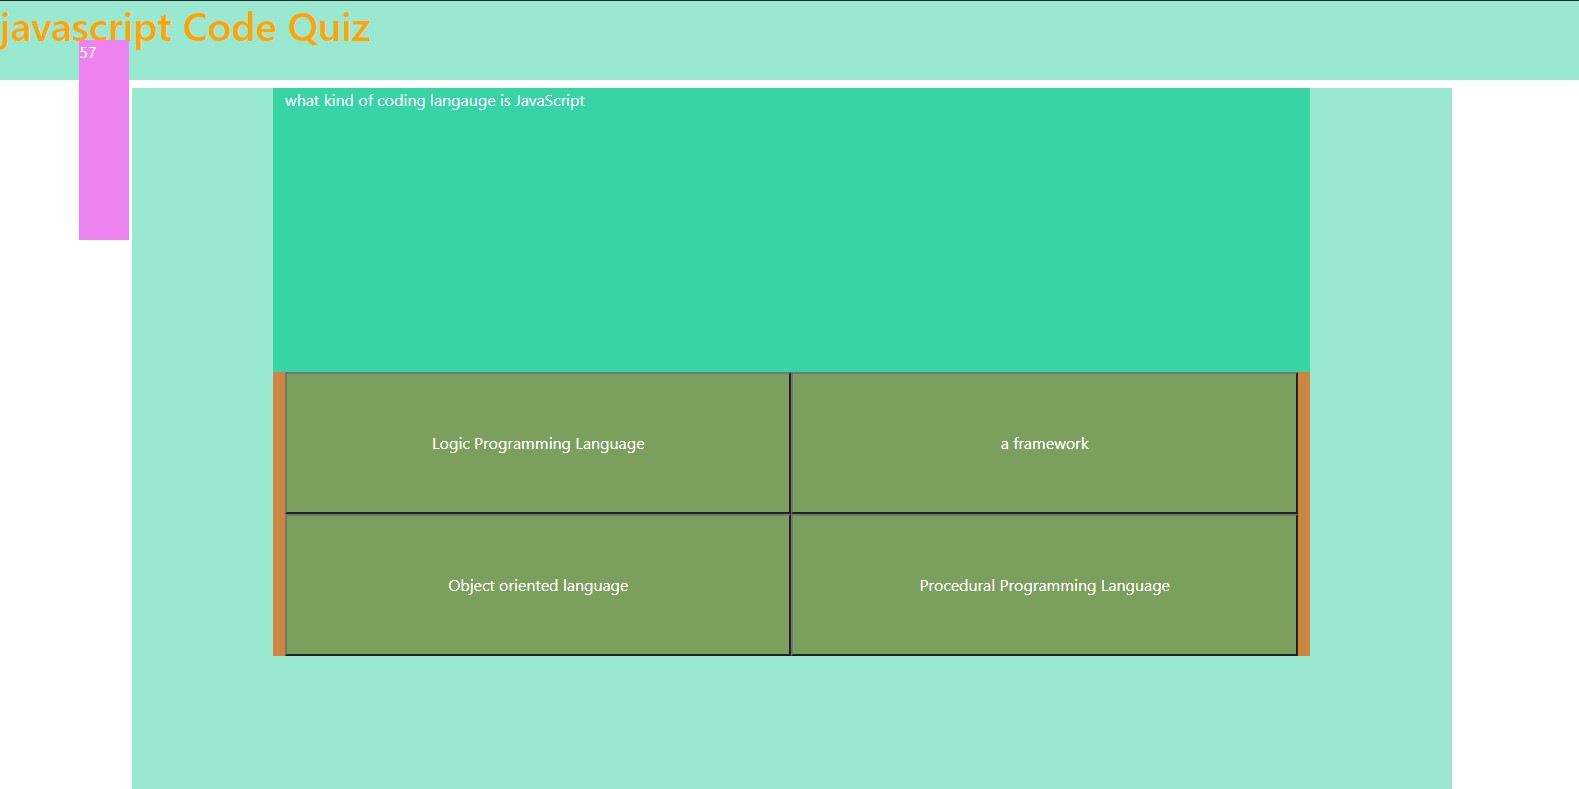 javascript Code Quiz
57
what kind of coding langauge is JavaScript
Logic Programming Language
a framework
Object oriented language
Procedural Programming Language